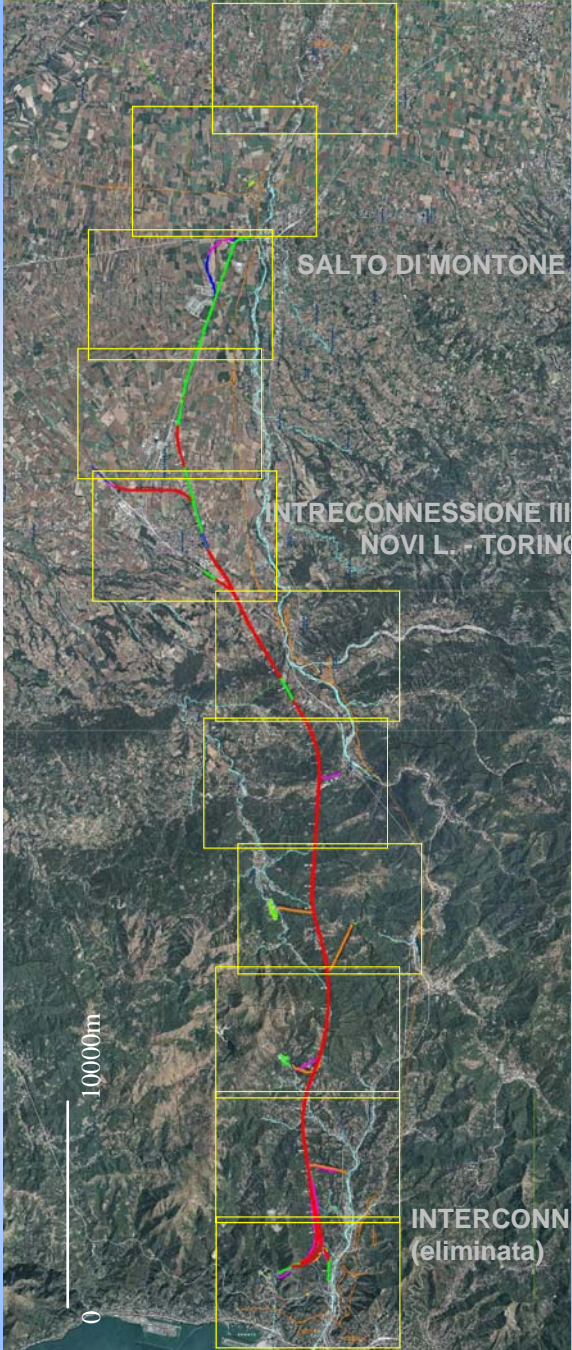 SALTO DI MONTONE
INTRECONNESSIONE III
NOVI L. - TORINO
10000m
0
INTERCONN
(eliminata)